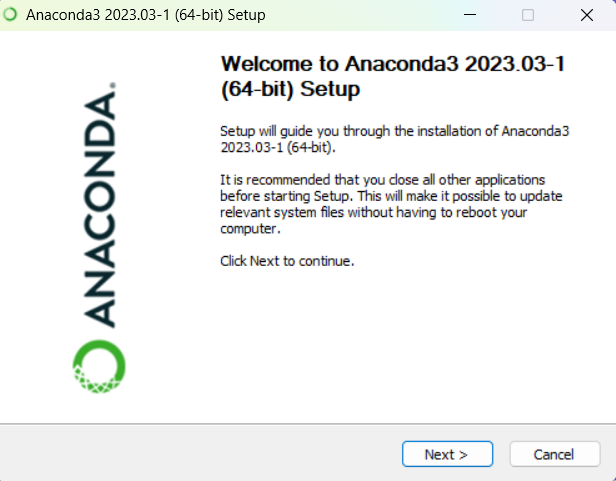 Anaconda3 2023.03-1 (64-bit) Setup
Welcome to Anaconda3 2023.03-1
(64-bit) Setup
Setup will guide you through the installation of Anaconda3
2023.03-1 (64-bit).
It is recommended that you close all other applications
before starting Setup. This will make it possible to update
relevant system files without having to reboot your
computer.
Click Next to continue.
ANACONDA.
Next >
Cancel